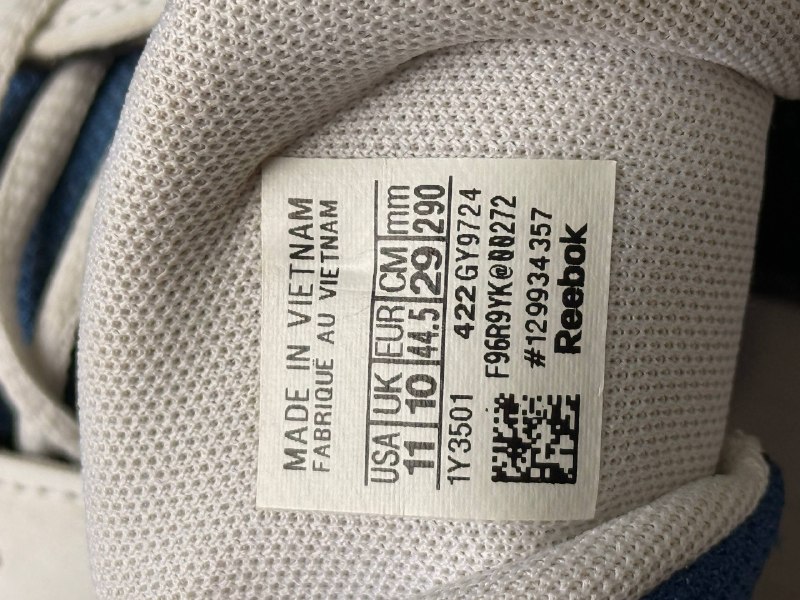 MADE IN VIETNAM
FABRIQUÉ AU VIETNAM
USA UK EUR CM mm
11 10 44.5 29 290
1Y3501 422 GY9724
F96R9YK@00272
#129934357
Reebok